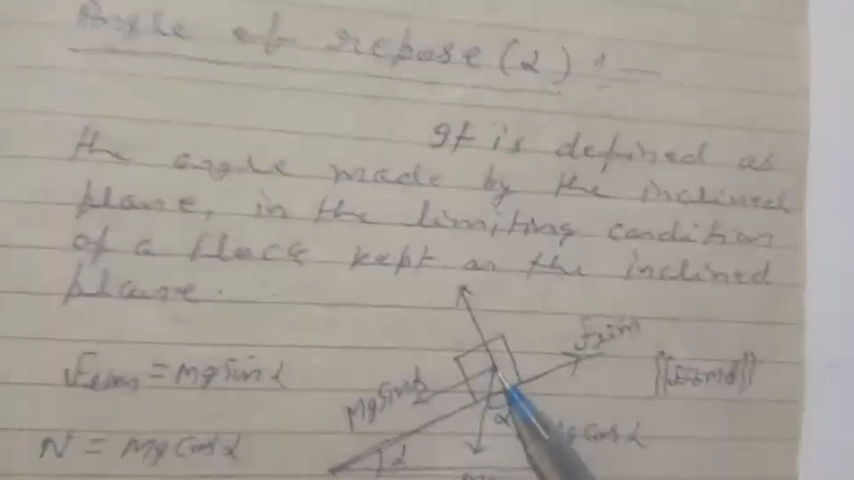 Angle of repose (α) :—
It is defined as
the angle made by the inclined
plane, in the limiting condition
of a block kept on the inclined
plane.
flim
flim = mg sin α
Mg sin α
N = Mg cos α
α
Mg cos α
α